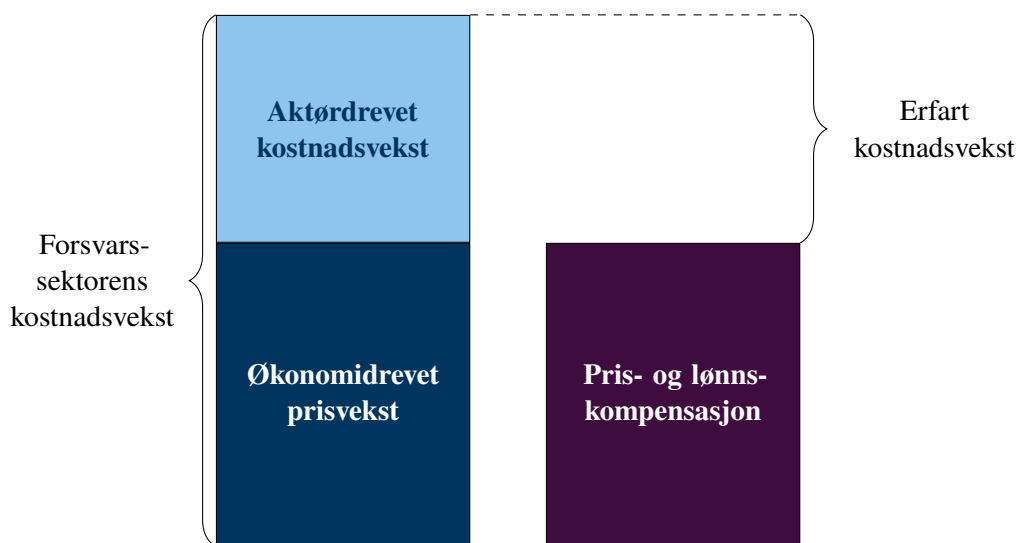 Aktørdrevet
kostnadsvekst
Erfart
kostnadsvekst
Forsvars-
sektorens
kostnadsvekst
Økonomidrevet
prisvekst
Pris- og lønns-
kompensasjon